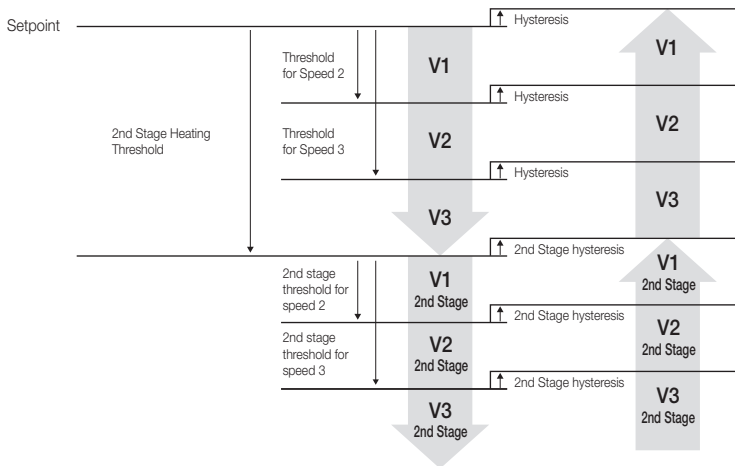 Setpoint
Hysteresis
V1
V1
Threshold
for Speed 2
Hysteresis
2nd Stage Heating
Threshold
Threshold
for Speed 3
V2
V2
Hysteresis
V3
V3
2nd Stage hysteresis
2nd stage
threshold for
speed 2
V1
2nd Stage
V1
2nd Stage
2nd Stage hysteresis
2nd stage
threshold for
speed 3
V2
2nd Stage
V2
2nd Stage
2nd Stage hysteresis
V3
2nd Stage
V3
2nd Stage